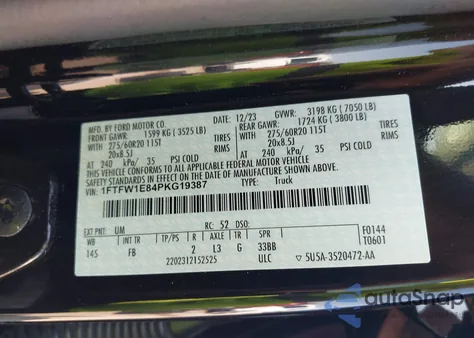 MFD. BY FORD MOTOR CO. DATE: 12/23 GVWR: 3198 KG (7050 LB)
FRONT GAWR: 1599 KG (3525 LB) REAR GAWR: 1724 KG (3800 LB)
275/60R20 115T TIRES 275/60R20 115T TIRES
20x8.5J RIMS 20x8.5J RIMS
AT 240 kPa/ 35 PSI COLD AT 240 kPa/ 35 PSI COLD
THIS VEHICLE CONFORMS TO ALL APPLICABLE FEDERAL MOTOR VEHICLE SAFETY AND THEFT PREVENTION STANDARDS IN EFFECT ON THE DATE OF MANUFACTURE SHOWN ABOVE.
VIN: 1FTFW1E84PKG19387 TYPE: Truck
EXT PNT: UM RC: 52 DSO: F0144
WB INT TR TP/PS R AXLE TR SPR T0601
145 FB 2 L3 G 33BB
2202312152525 ULC 5U5A-3520472-AA
autoSnap